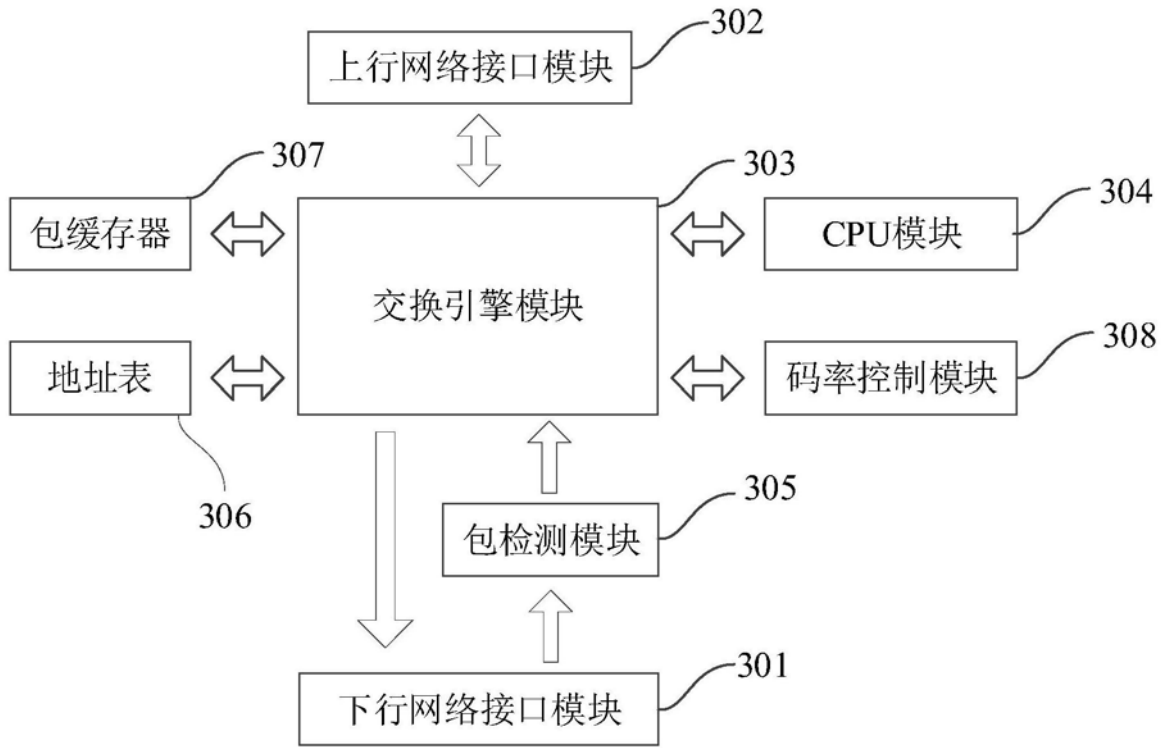 302
上行网络接口模块
307
303
304
包缓存器
CPU模块
交换引擎模块
308
地址表
码率控制模块
306
305
包检测模块
301
下行网络接口模块